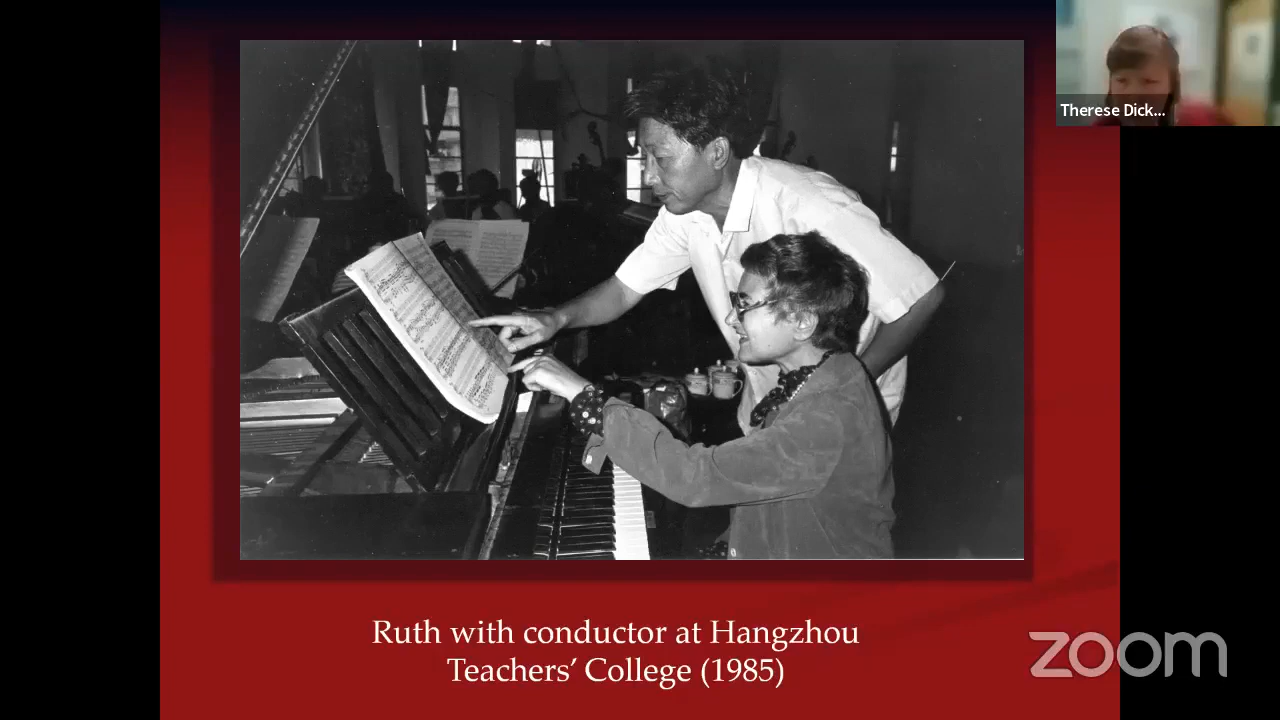 Therese Dick...
Ruth with conductor at Hangzhou
Teachers’ College (1985)
zoom